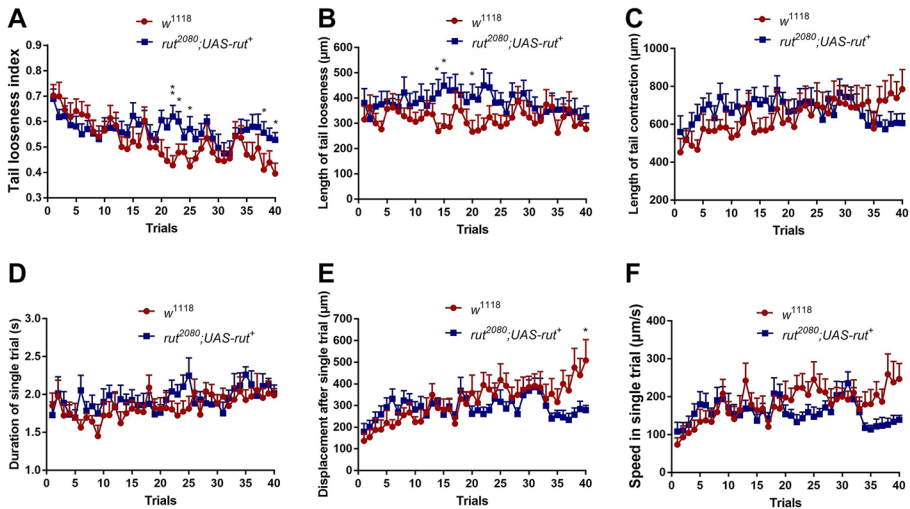 A
w1118
rut2080;UAS-rut+
Tail looseness index
0.9
0.8
0.7
0.6
0.5
0.4
0.3
0 5 10 15 20 25 30 35 40
Trials
* * * * * *
B
w1118
rut2080;UAS-rut+
Length of tail looseness (μm)
600
500
400
300
200
100
0
0 5 10 15 20 25 30 35 40
Trials
* * *
C
w1118
rut2080;UAS-rut+
Length of tail contraction (μm)
1000
800
600
400
200
0 5 10 15 20 25 30 35 40
Trials
D
w1118
rut2080;UAS-rut+
Duration of single trial (s)
3.0
2.5
2.0
1.5
1.0
0 5 10 15 20 25 30 35 40
Trials
E
w1118
rut2080;UAS-rut+
Displacement after single trial (μm)
700
600
500
400
300
200
100
0
0 5 10 15 20 25 30 35 40
Trials
*
F
w1118
rut2080;UAS-rut+
Speed in single trial (μm/s)
400
300
200
100
0
0 5 10 15 20 25 30 35 40
Trials